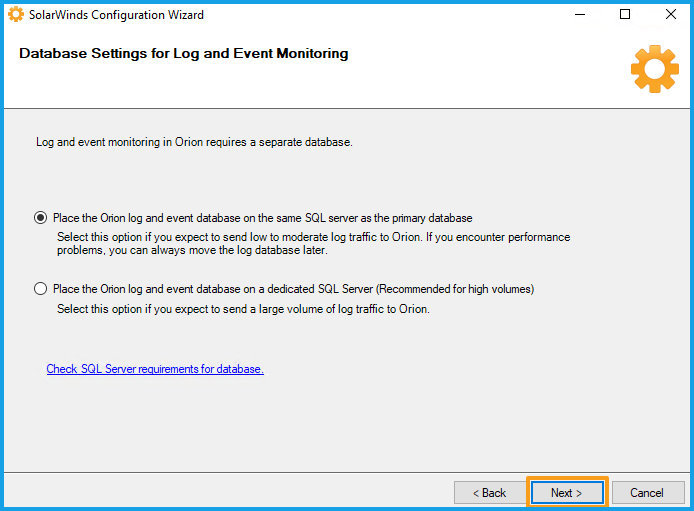 SolarWinds Configuration Wizard
Database Settings for Log and Event Monitoring
Log and event monitoring in Orion requires a separate database.
Place the Orion log and event database on the same SQL server as the primary database
Select this option if you expect to send low to moderate log traffic to Orion. If you encounter performance
problems, you can always move the log database later.
Place the Orion log and event database on a dedicated SQL Server (Recommended for high volumes)
Select this option if you expect to send a large volume of log traffic to Orion.
Check SQL Server requirements for database.
< Back Next > Cancel